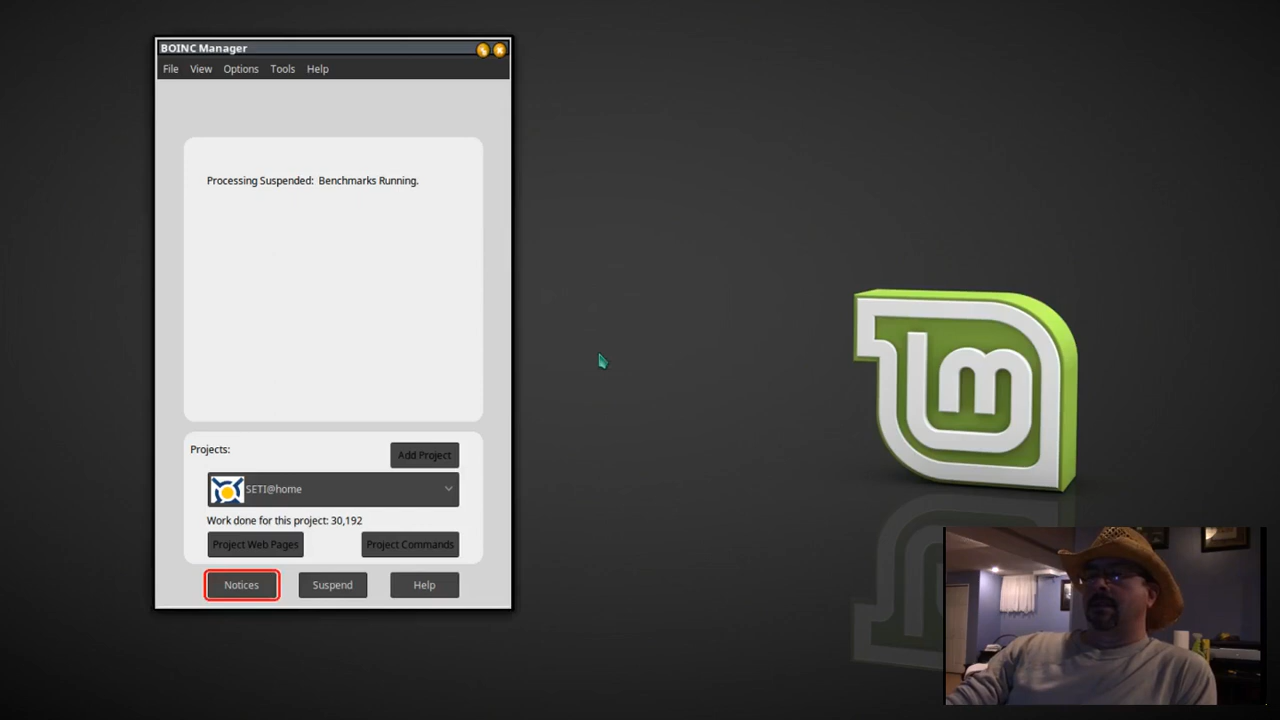 BOINC Manager
File View Options Tools Help
Processing Suspended: Benchmarks Running.
Projects:
Add Project
SETI@home
Work done for this project: 30,192
Project Web Pages Project Commands
Notices Suspend Help
lm